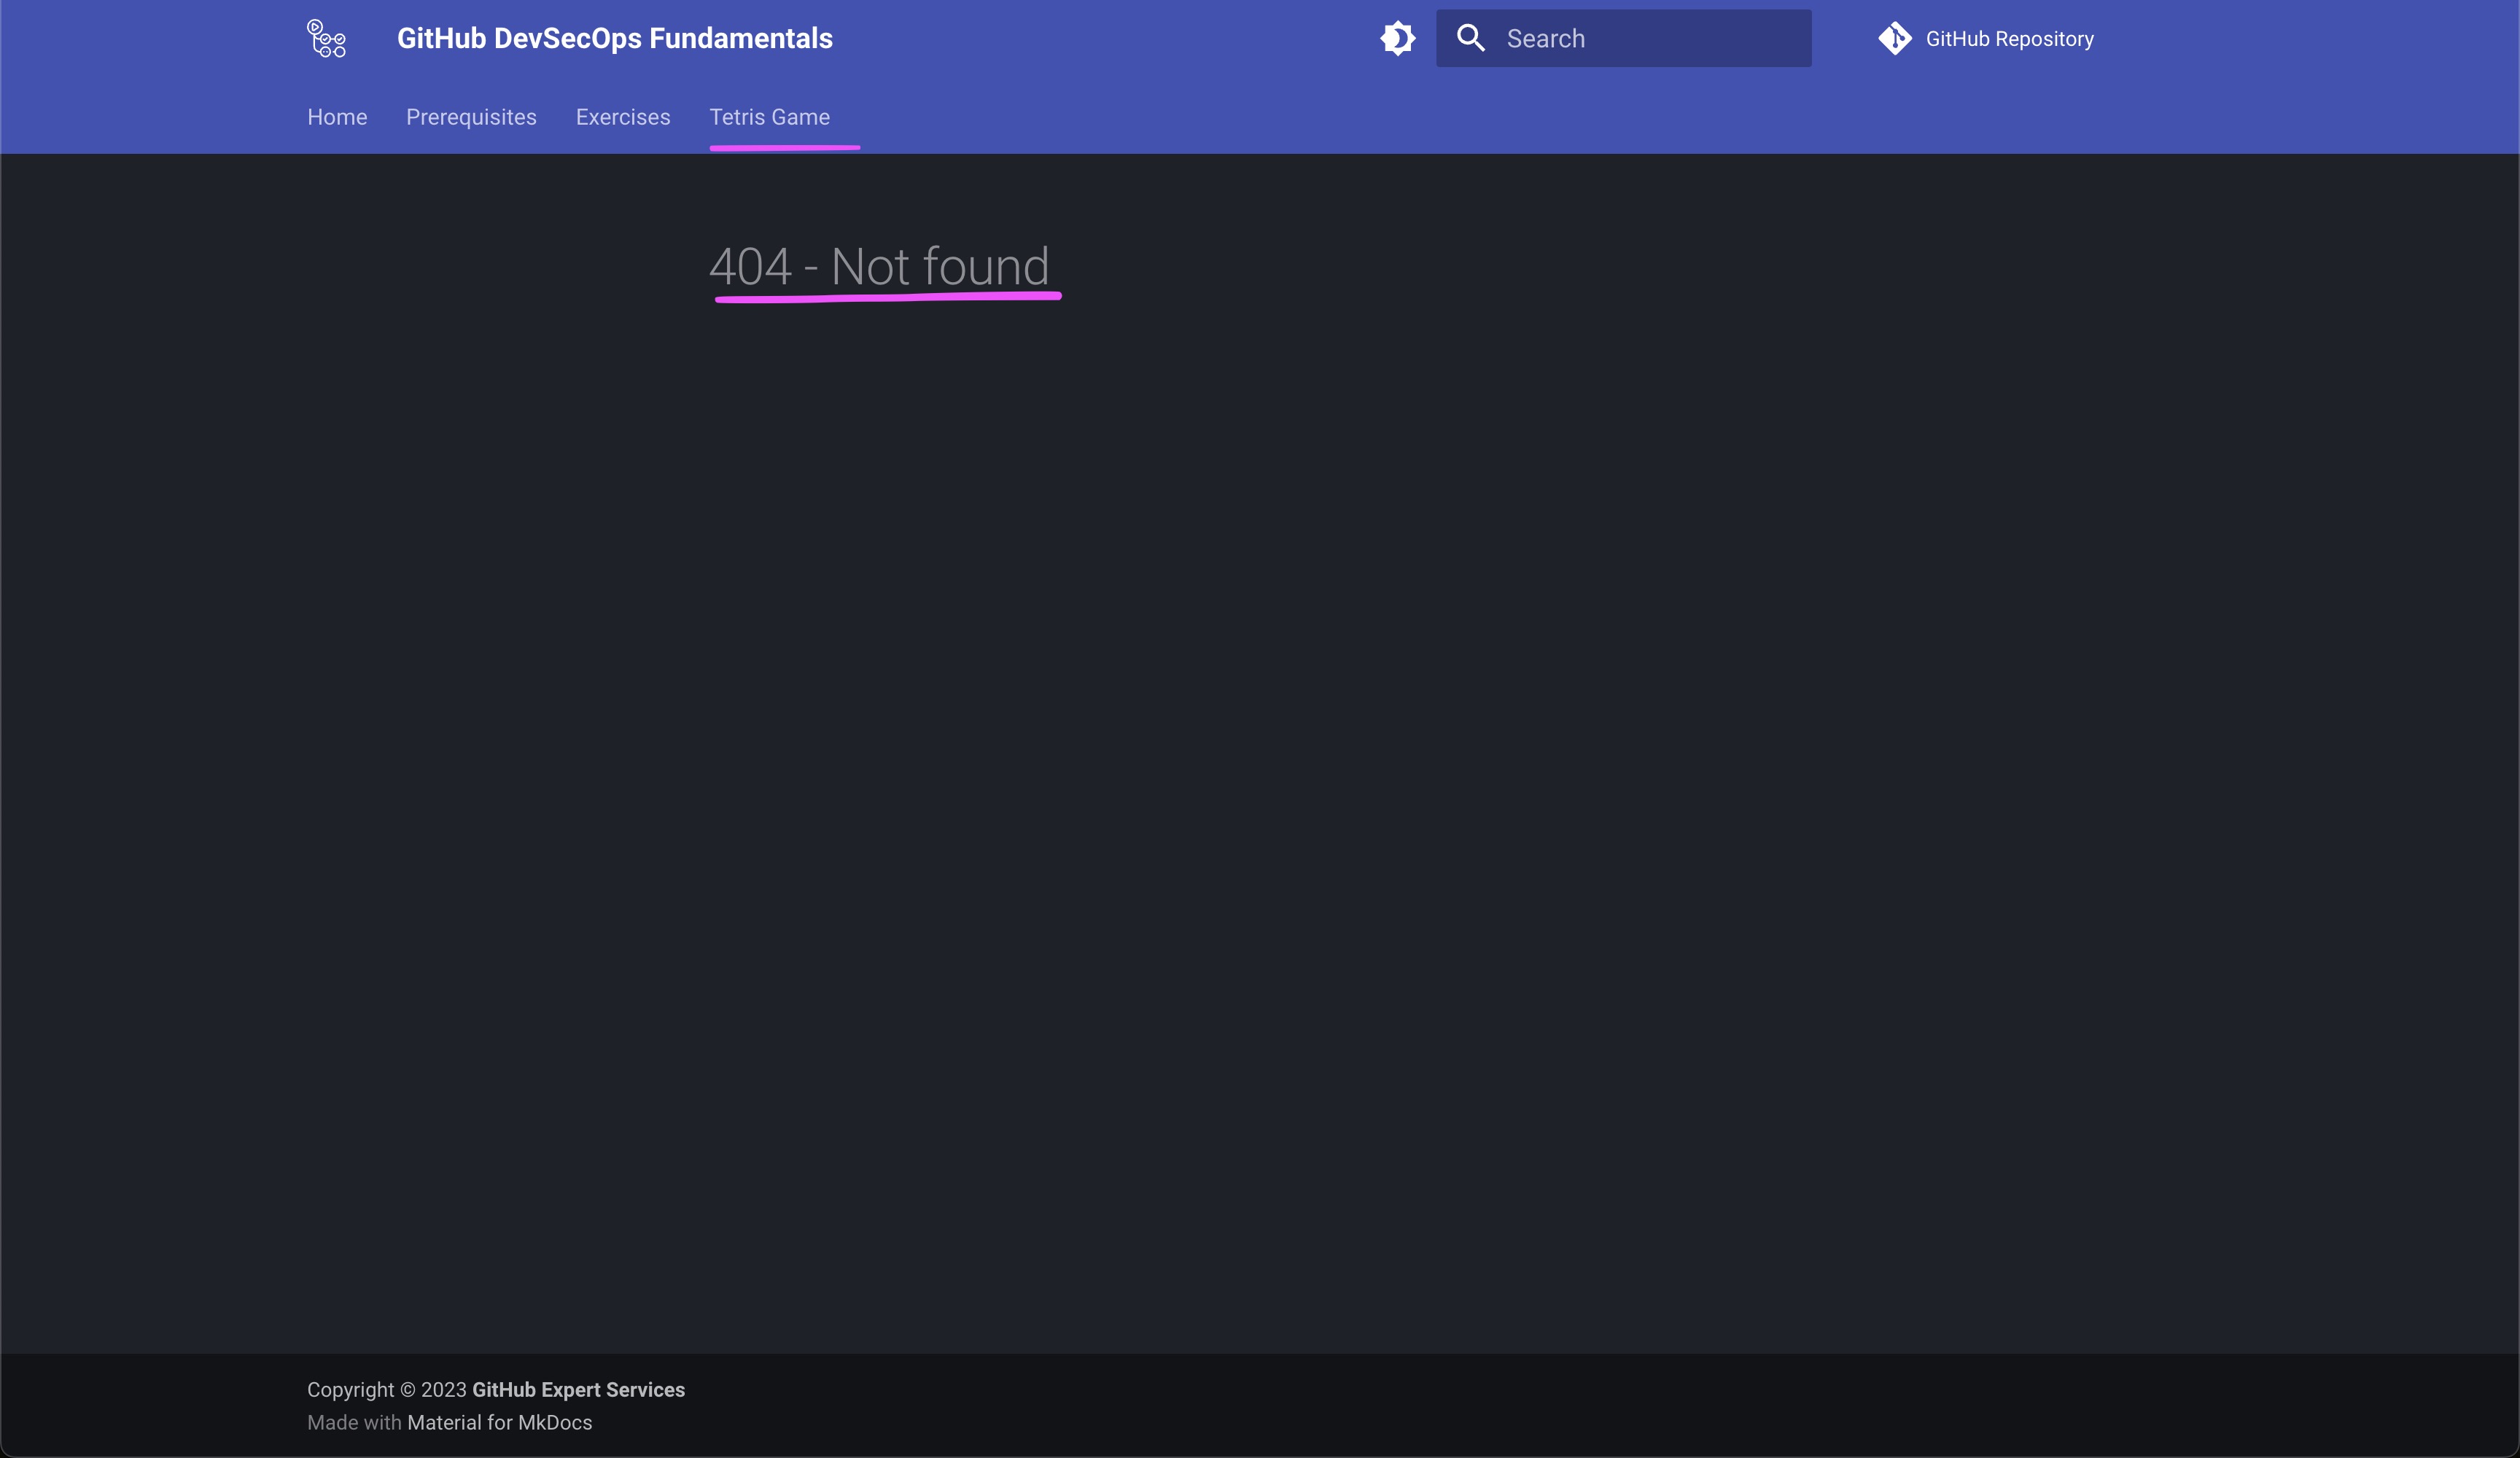 GitHub DevSecOps Fundamentals
Search
GitHub Repository
Home Prerequisites Exercises Tetris Game
404 - Not found
Copyright © 2023 GitHub Expert Services
Made with Material for MkDocs